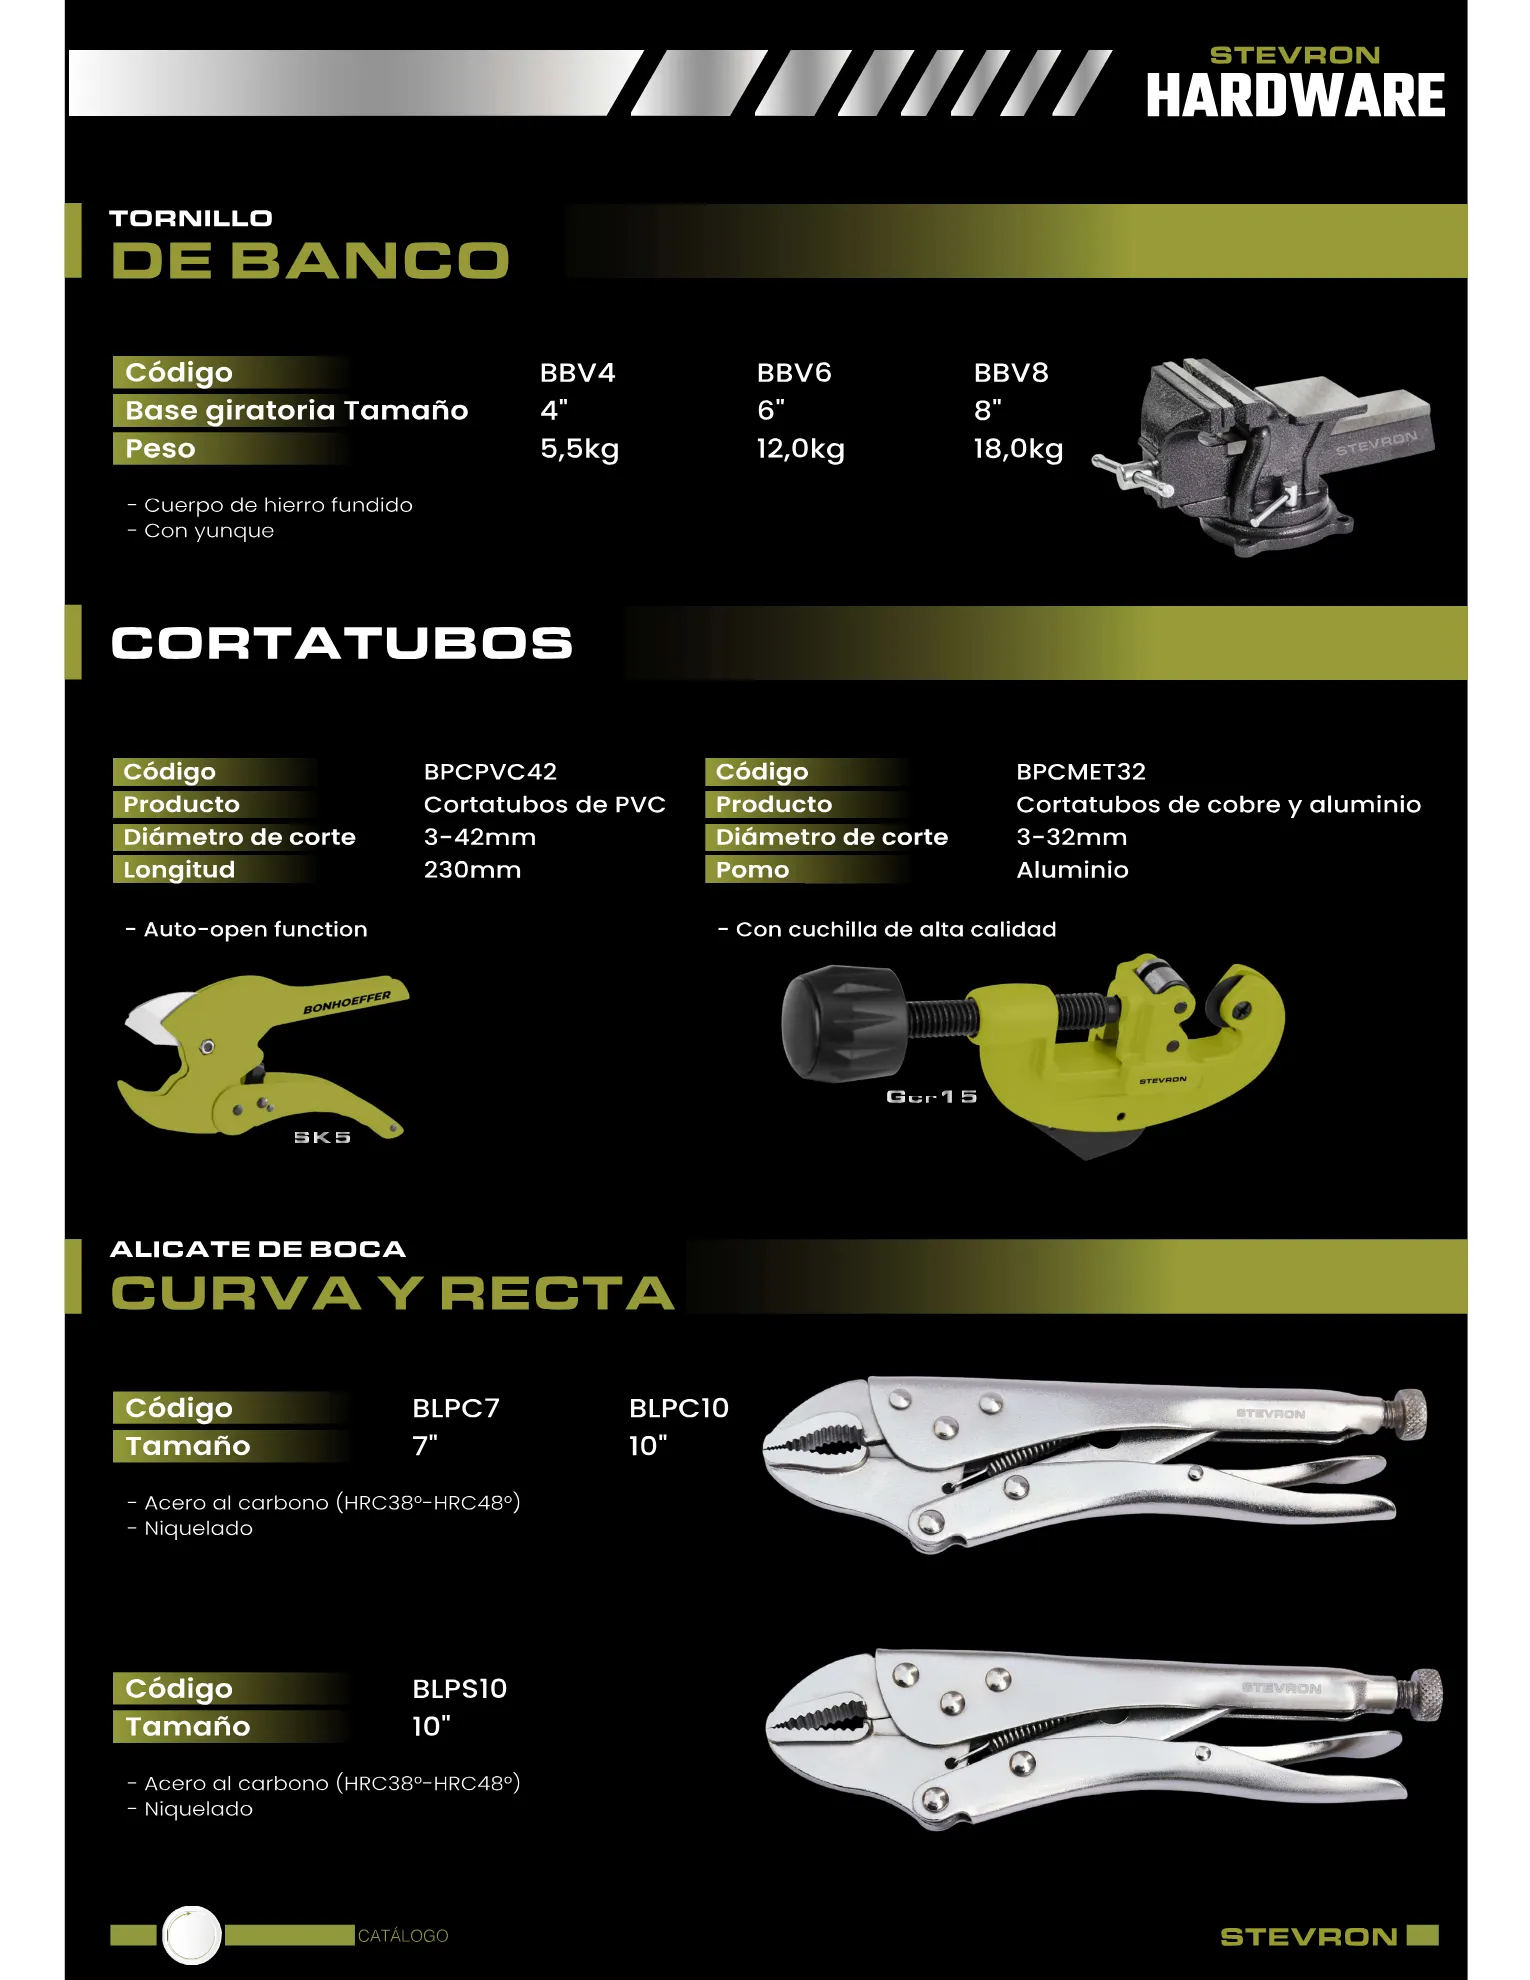 STEVRON
HARDWARE
TORNILLO
DE BANCO
Código BBV4 BBV6 BBV8
Base giratoria Tamaño 4" 6" 8"
Peso 5,5kg 12,0kg 18,0kg
STEVRON
- Cuerpo de hierro fundido
- Con yunque
CORTATUBOS
Código BPCPVC42
Producto Cortatubos de PVC
Diámetro de corte 3-42mm
Longitud 230mm
- Auto-open function
BONHOEFFER
SK5
Código BPCMET32
Producto Cortatubos de cobre y aluminio
Diámetro de corte 3-32mm
Pomo Aluminio
- Con cuchilla de alta calidad
STEVRON
Gcr15
ALICATE DE BOCA
CURVA Y RECTA
Código BLPC7 BLPC10
Tamaño 7" 10"
STEVRON
- Acero al carbono (HRC38º-HRC48º)
- Niquelado
Código BLPS10
Tamaño 10"
STEVRON
- Acero al carbono (HRC38º-HRC48º)
- Niquelado
CATÁLOGO
STEVRON